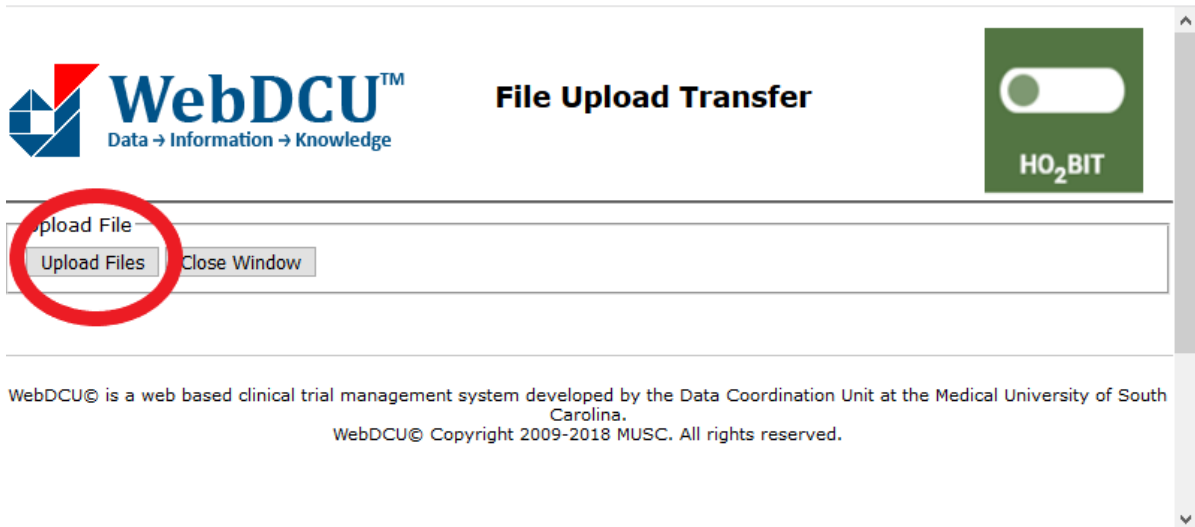 WebDCU™
Data → Information → Knowledge
File Upload Transfer
HO₂BIT
Upload File
Upload Files
Close Window
WebDCU© is a web based clinical trial management system developed by the Data Coordination Unit at the Medical University of South
Carolina.
WebDCU© Copyright 2009-2018 MUSC. All rights reserved.